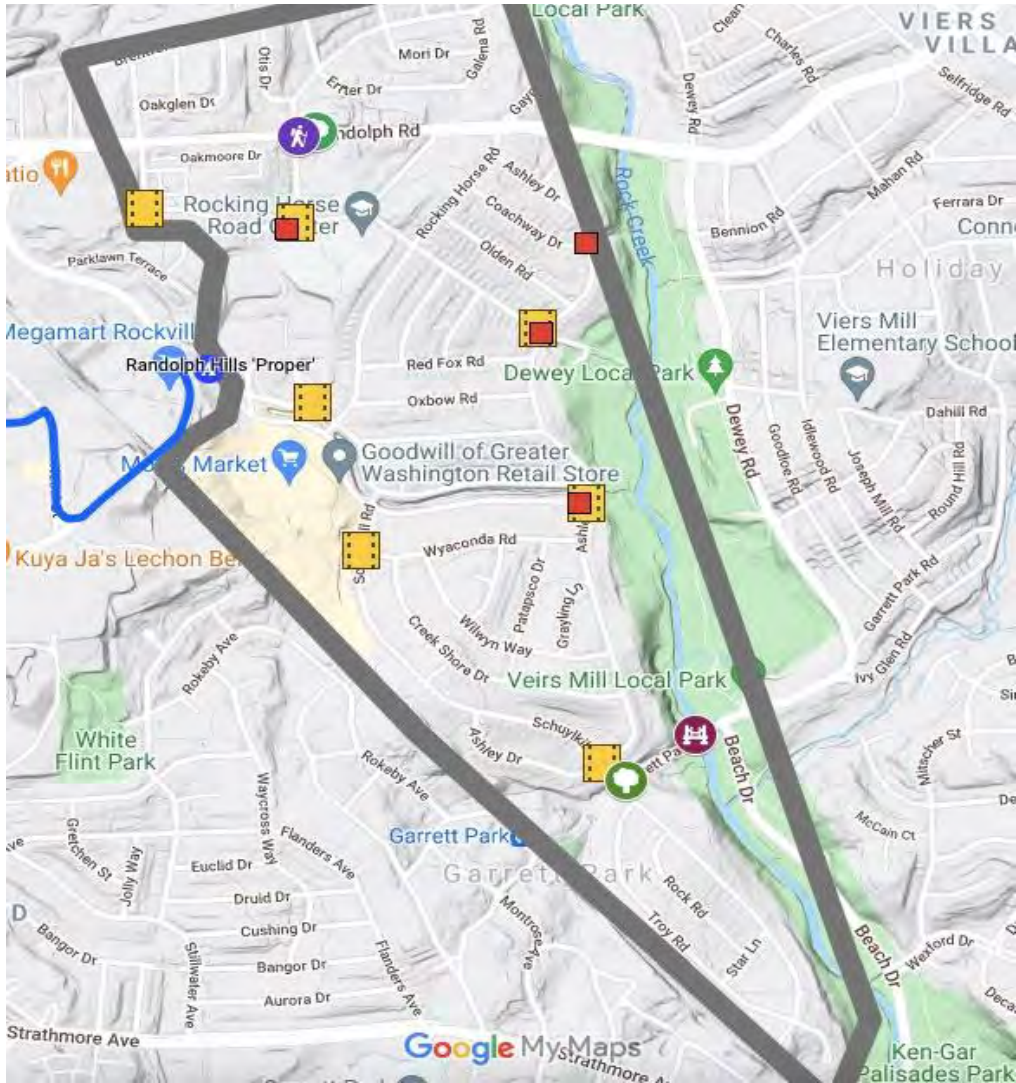 Local Park
VIERS
VILLA
Charles Rd
Selfridge Rd
Mori Dr
Galena Rd
Otis Dr
Dewey Rd
Oakglen Dr
Randolph Rd
Oakmoore Dr
Rocking Horse Rd
Ashley Dr
Rock Creek
Mahan Rd
Rocking Horse
Road Center
Coachway Dr
Bennion Rd
Ferrara Dr
Conn
Parklawn Terrace
Olden Rd
Holiday
Megamart Rockvill
Randolph Hills 'Proper'
Red Fox Rd
Viers Mill
Elementary School
Dewey Local Park
Oxbow Rd
Dewey Rd
Dahill Rd
Goodloe Rd
Idlewood Rd
Joseph Mill Rd
Round Hill Rd
Market
Goodwill of Greater
Washington Retail Store
Wyaconda Rd
Kuya Ja's Lechon Be
Patapsco Dr
Grayling Ln
Garrett Park Rd
Wilwyn Way
Creek Shore Dr
Ivy Glen Rd
Rokeby Ave
Veirs Mill Local Park
White
Flint Park
Ashley Dr
Beach Dr
Mitscher St
Rokeby Ave
Waycross Way
Garrett Park
McCain Ct
Gretchen St
Jolly Way
Euclid Dr
Flanders Ave
Garrett Park
Druid Dr
Rock Rd
Troy Rd
Star Ln
Montrose Ave
Cushing Dr
Bangor Dr
Stillwater Ave
Bangor Dr
Flanders Ave
Beach Dr
Wexford Dr
Aurora Dr
Strathmore Ave
Google My Maps
Strathmore Ave
Ken-Gar
Palisades Park